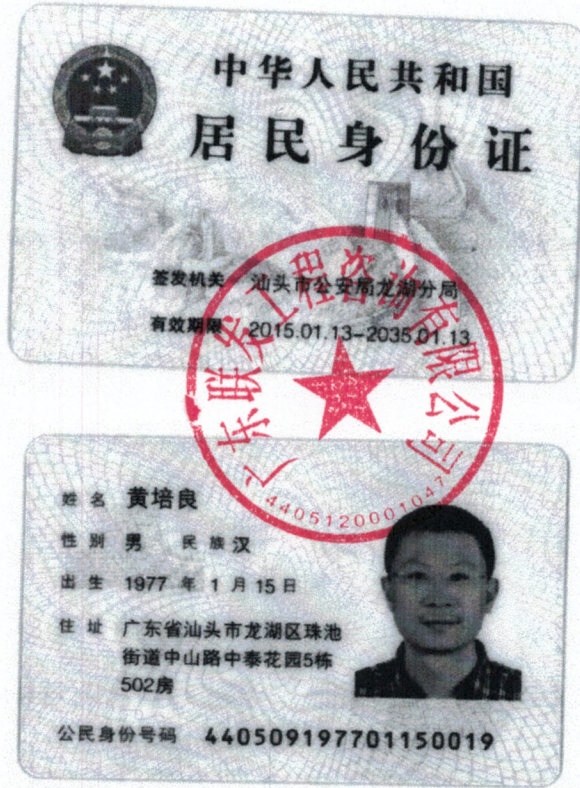 中华人民共和国
居民身份证
签发机关 汕头市公安局龙湖分局
有效期限 2015.01.13-2035.01.13
广东联发工程咨询有限公司
4405120001047
姓名 黄培良
性别 男 民族 汉
出生 1977 年 1 月 15 日
住址 广东省汕头市龙湖区珠池
街道中山路中泰花园5栋
502房
公民身份号码 440509197701150019